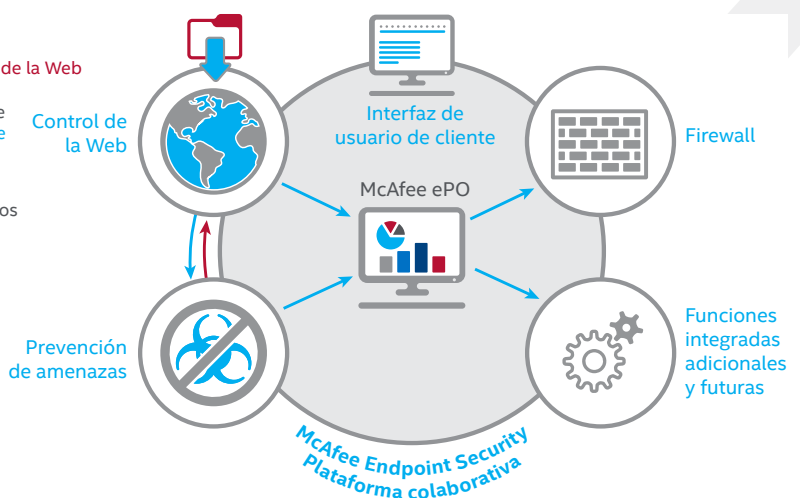 de la Web
e
e
os
Control de
la Web
Interfaz de
usuario de cliente
Firewall
McAfee ePO
Prevención
de amenazas
Funciones
integradas
adicionales
y futuras
McAfee Endpoint Security
Plataforma colaborativa